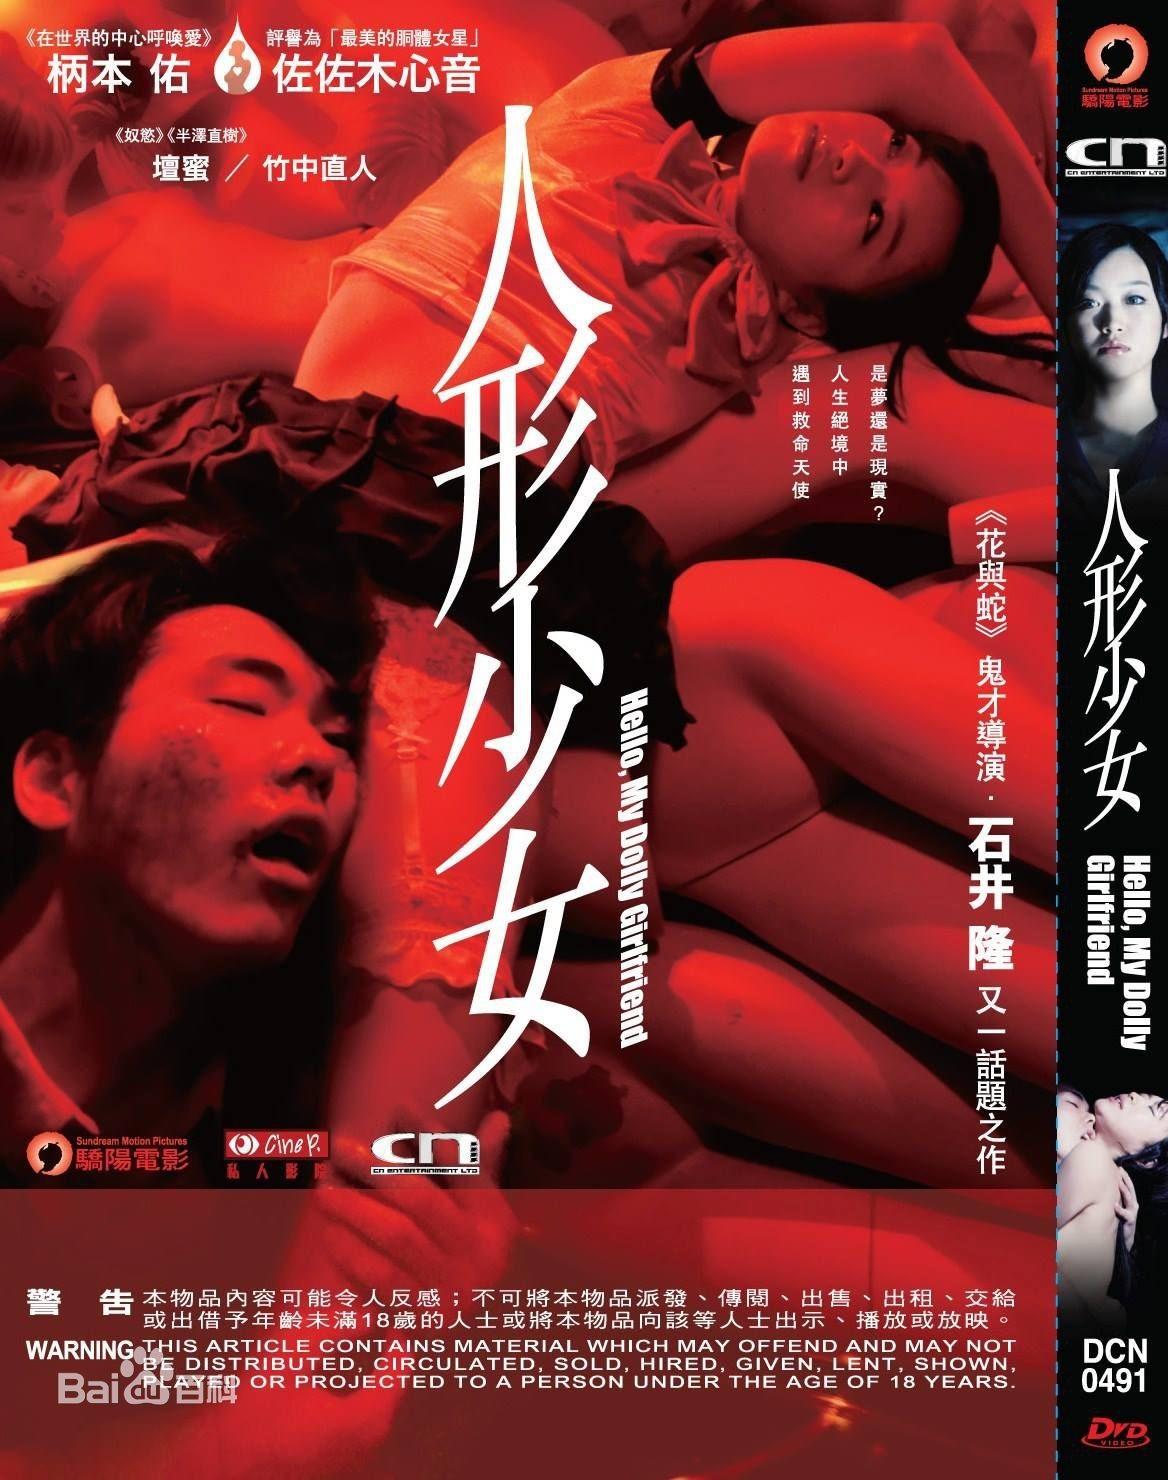 《在世界的中心呼喚愛》
柄本 佑
評譽為「最美的胴體女星」
佐佐木心音
《奴慾》《半澤直樹》
壇蜜 ／ 竹中直人
人形少女
Hello, My Dolly Girlfriend
是夢還是現實？
人生絕境中
遇到救命天使
《花與蛇》鬼才導演．石井 隆 又一話題之作
Sundream Motion Pictures
驕陽電影
Cine P.
私人影院
cn
CN ENTERTAINMENT LTD
警 告
本物品內容可能令人反感；不可將本物品派發、傳閱、出售、出租、交給
或出借予年齡未滿18歲的人士或將本物品向該等人士出示、播放或放映。
WARNING
THIS ARTICLE CONTAINS MATERIAL WHICH MAY OFFEND AND MAY NOT
BE DISTRIBUTED, CIRCULATED, SOLD, HIRED, GIVEN, LENT, SHOWN,
PLAYED OR PROJECTED TO A PERSON UNDER THE AGE OF 18 YEARS.
Bai百科
Sundream Motion Pictures
驕陽電影
cn
CN ENTERTAINMENT LTD
人形少女
Hello, My Dolly
Girlfriend
DCN
0491
DVD
VIDEO